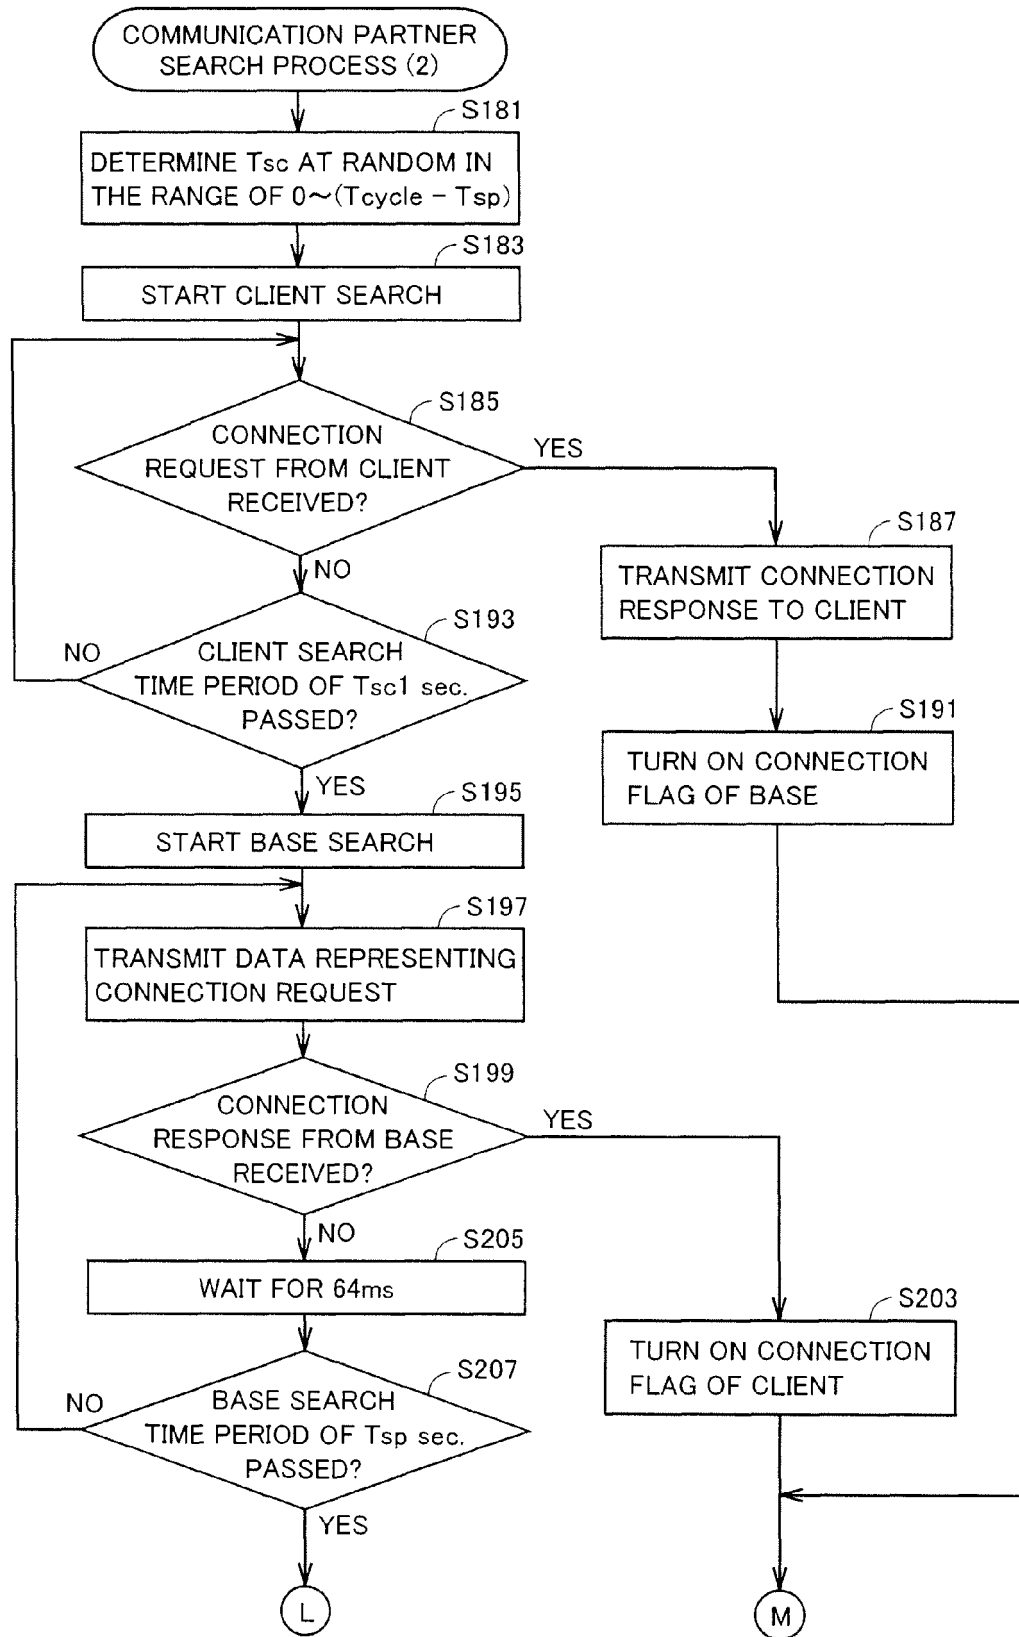 COMMUNICATION PARTNER
SEARCH PROCESS (2)
S181
DETERMINE Tsc AT RANDOM IN
THE RANGE OF 0~(Tcycle – Tsp)
S183
START CLIENT SEARCH
S185
CONNECTION
REQUEST FROM CLIENT
RECEIVED?
YES
NO
S187
TRANSMIT CONNECTION
RESPONSE TO CLIENT
S193
CLIENT SEARCH
TIME PERIOD OF Tsc1 sec.
PASSED?
NO
YES
S191
TURN ON CONNECTION
FLAG OF BASE
S195
START BASE SEARCH
S197
TRANSMIT DATA REPRESENTING
CONNECTION REQUEST
S199
CONNECTION
RESPONSE FROM BASE
RECEIVED?
YES
NO
S205
WAIT FOR 64ms
S203
TURN ON CONNECTION
FLAG OF CLIENT
S207
BASE SEARCH
TIME PERIOD OF Tsp sec.
PASSED?
NO
YES
L
M